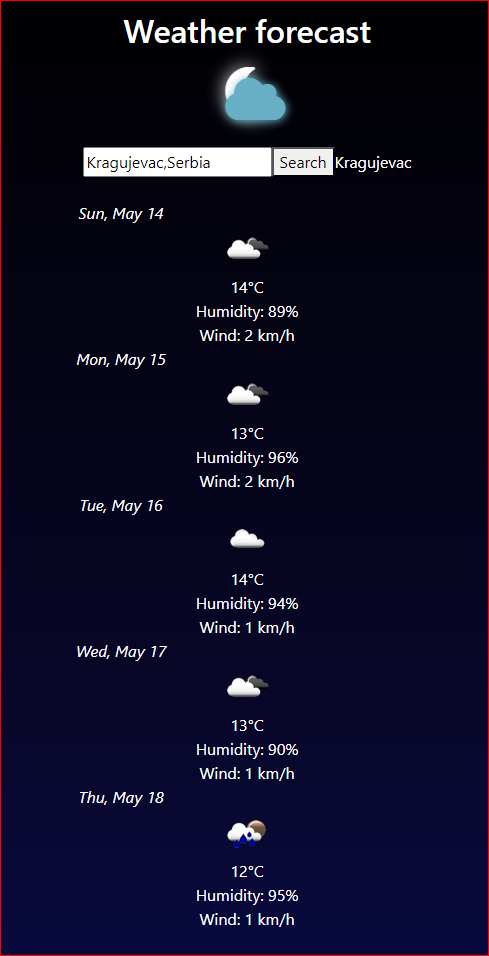 Weather forecast
Kragujevac,Serbia Search Kragujevac
Sun, May 14
14°C
Humidity: 89%
Wind: 2 km/h
Mon, May 15
13°C
Humidity: 96%
Wind: 2 km/h
Tue, May 16
14°C
Humidity: 94%
Wind: 1 km/h
Wed, May 17
13°C
Humidity: 90%
Wind: 1 km/h
Thu, May 18
12°C
Humidity: 95%
Wind: 1 km/h